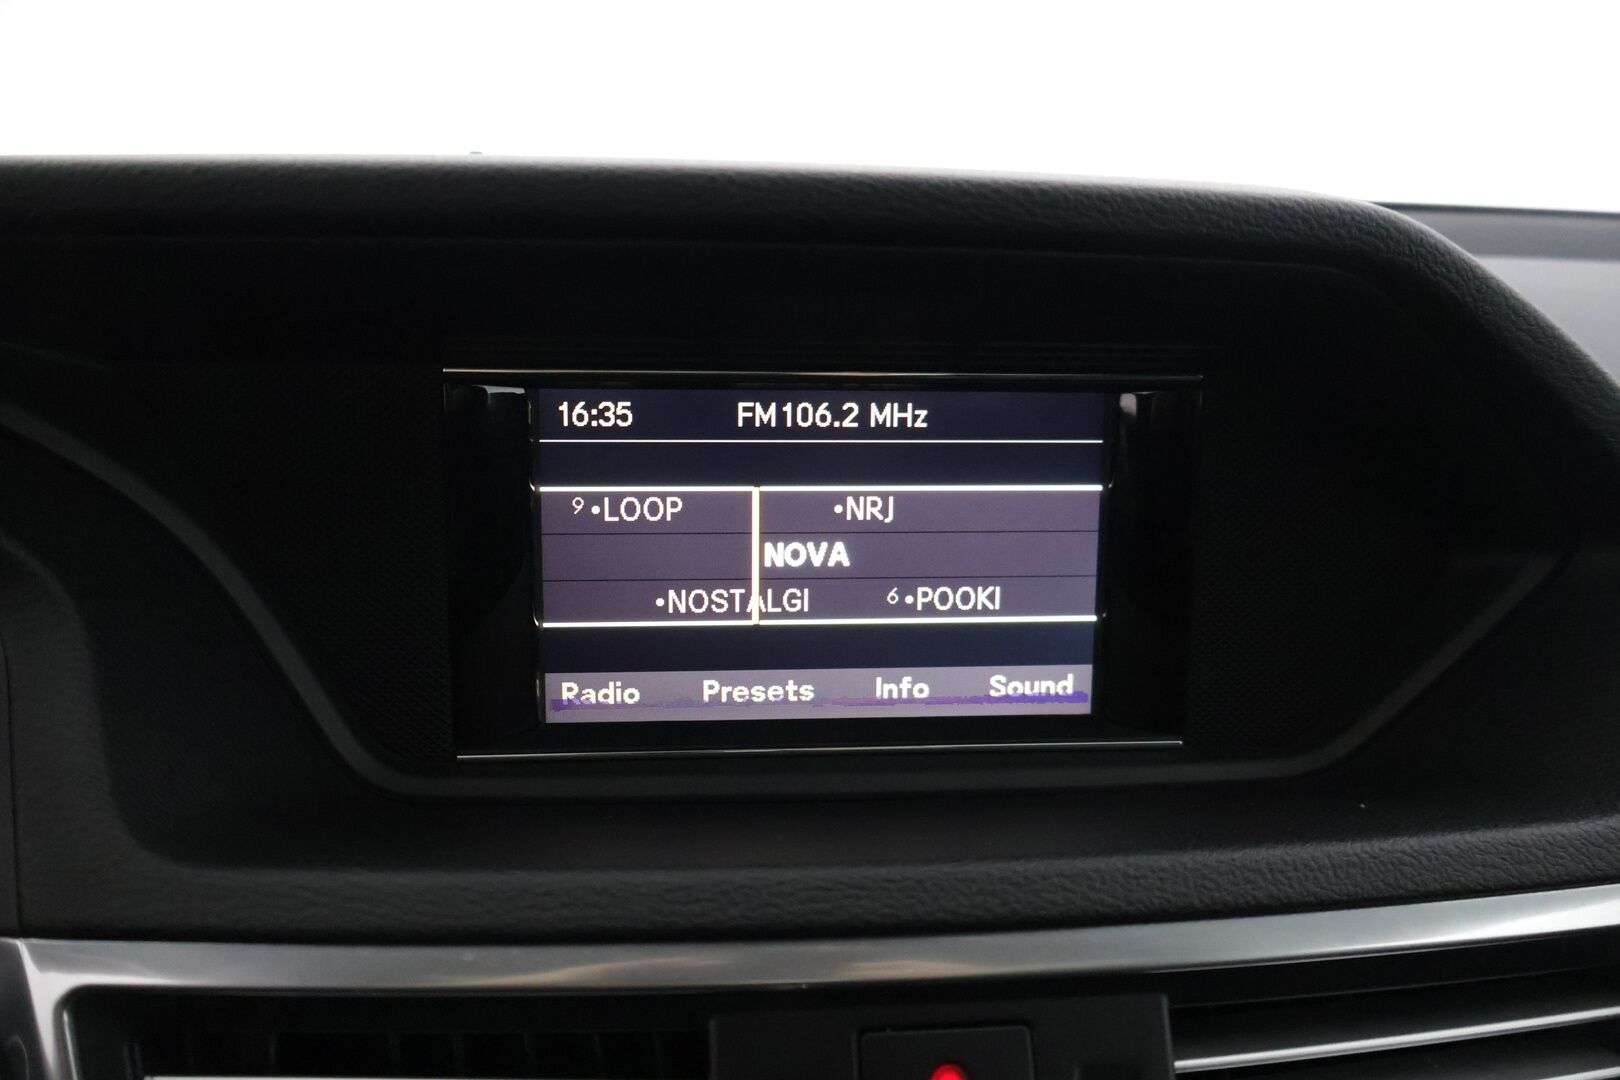 16:35 FM 106.2 MHz
9 •LOOP •NRJ
NOVA
•NOSTALGI 6 •POOKI
Radio Presets Info Sound